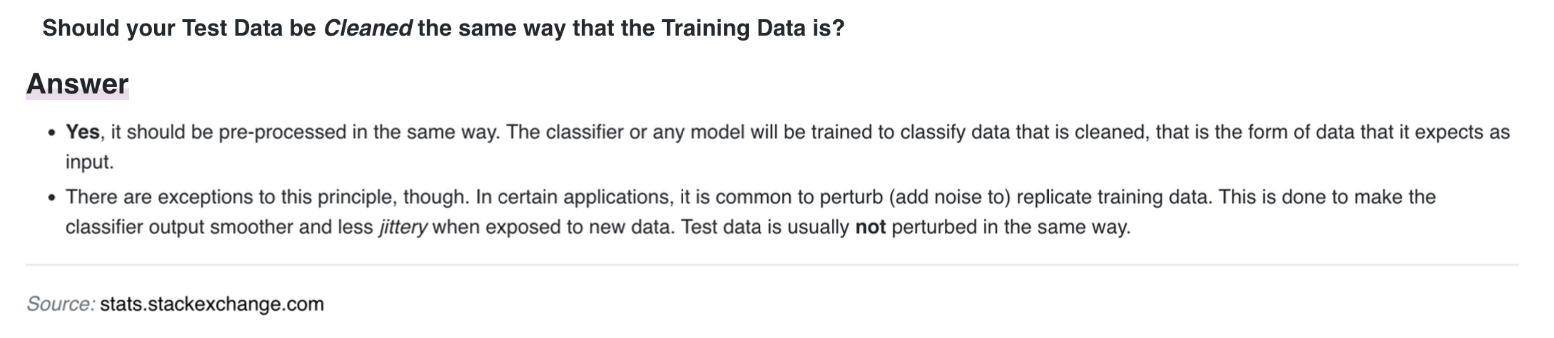 Should your Test Data be Cleaned the same way that the Training Data is?
Answer
• Yes, it should be pre-processed in the same way. The classifier or any model will be trained to classify data that is cleaned, that is the form of data that it expects as
input.
• There are exceptions to this principle, though. In certain applications, it is common to perturb (add noise to) replicate training data. This is done to make the
classifier output smoother and less jittery when exposed to new data. Test data is usually not perturbed in the same way.
Source: stats.stackexchange.com